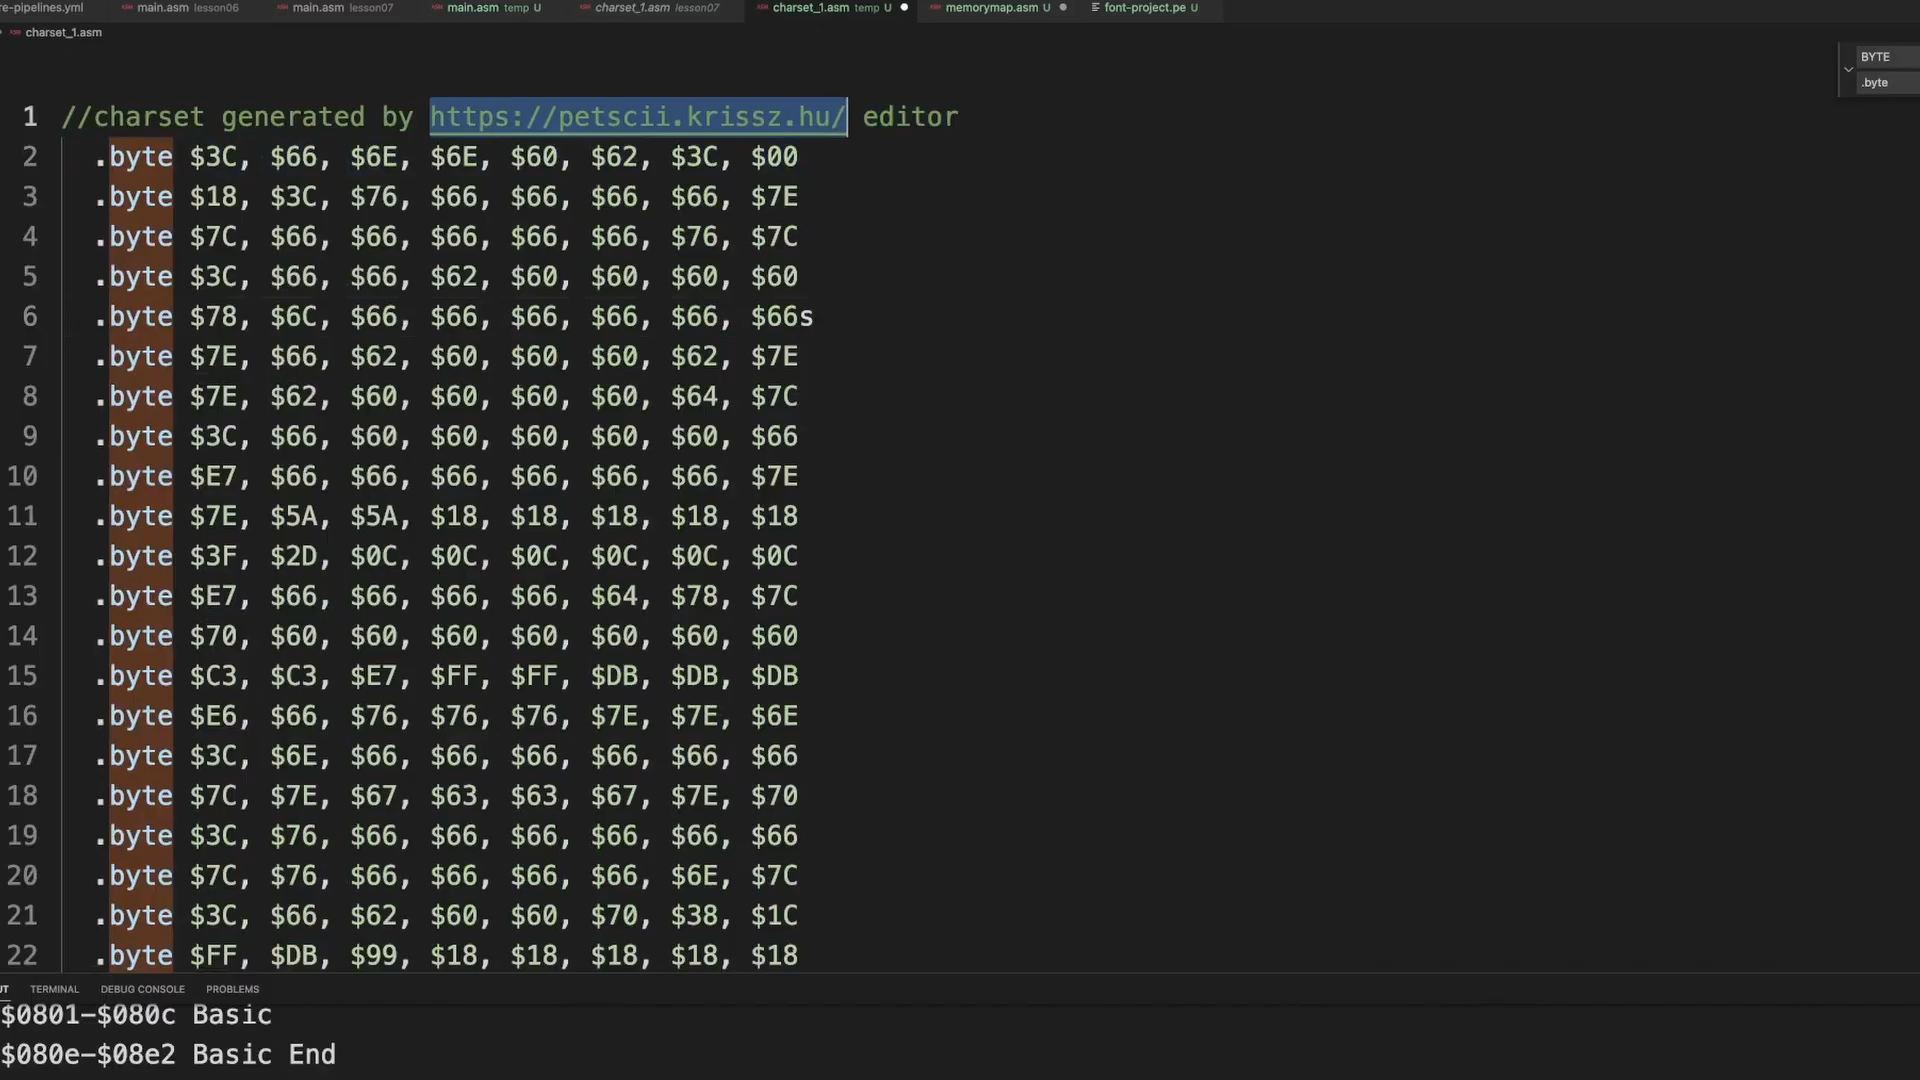 re-pipelines.yml main.asm lesson06 main.asm lesson07 main.asm temp U charset_1.asm lesson07 charset_1.asm temp U memorymap.asm U font-project.pe U
charset_1.asm
BYTE
.byte
1 //charset generated by https://petscii.krissz.hu/ editor
2 .byte $3C, $66, $6E, $6E, $60, $62, $3C, $00
3 .byte $18, $3C, $76, $66, $66, $66, $66, $7E
4 .byte $7C, $66, $66, $66, $66, $66, $76, $7C
5 .byte $3C, $66, $66, $62, $60, $60, $60, $60
6 .byte $78, $6C, $66, $66, $66, $66, $66, $66s
7 .byte $7E, $66, $62, $60, $60, $60, $62, $7E
8 .byte $7E, $62, $60, $60, $60, $60, $64, $7C
9 .byte $3C, $66, $60, $60, $60, $60, $60, $66
10 .byte $E7, $66, $66, $66, $66, $66, $66, $7E
11 .byte $7E, $5A, $5A, $18, $18, $18, $18, $18
12 .byte $3F, $2D, $0C, $0C, $0C, $0C, $0C, $0C
13 .byte $E7, $66, $66, $66, $66, $64, $78, $7C
14 .byte $70, $60, $60, $60, $60, $60, $60, $60
15 .byte $C3, $C3, $E7, $FF, $FF, $DB, $DB, $DB
16 .byte $E6, $66, $76, $76, $76, $7E, $7E, $6E
17 .byte $3C, $6E, $66, $66, $66, $66, $66, $66
18 .byte $7C, $7E, $67, $63, $63, $67, $7E, $70
19 .byte $3C, $76, $66, $66, $66, $66, $66, $66
20 .byte $7C, $76, $66, $66, $66, $66, $6E, $7C
21 .byte $3C, $66, $62, $60, $60, $70, $38, $1C
22 .byte $FF, $DB, $99, $18, $18, $18, $18, $18
UT TERMINAL DEBUG CONSOLE PROBLEMS
$0801-$080c Basic
$080e-$08e2 Basic End